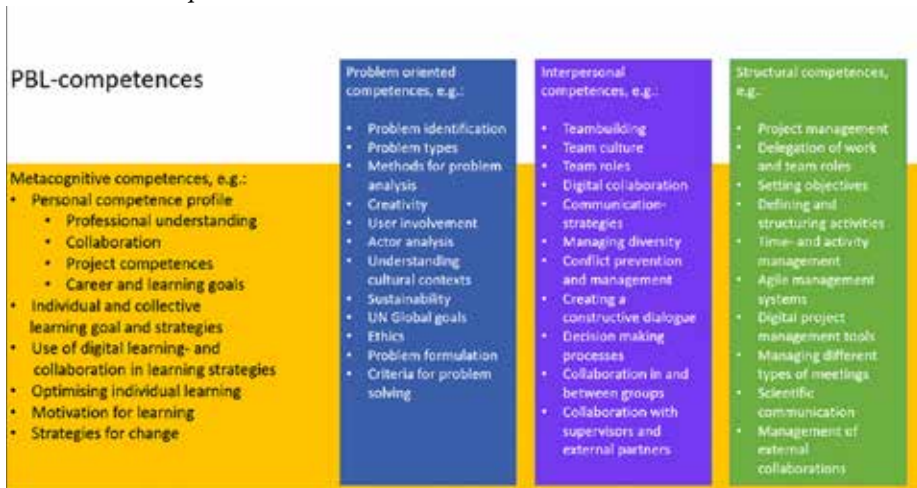 PBL-competences
Metacognitive competences, e.g.:
• Personal competence profile
• Professional understanding
• Collaboration
• Project competences
• Career and learning goals
• Individual and collective
learning goal and strategies
• Use of digital learning- and
collaboration in learning strategies
• Optimising individual learning
• Motivation for learning
• Strategies for change
Problem oriented
competences, e.g.:
• Problem identification
• Problem types
• Methods for problem
analysis
• Creativity
• User involvement
• Actor analysis
• Understanding
cultural contexts
• Sustainability
• UN Global goals
• Ethics
• Problem formulation
• Criteria for problem
solving
Interpersonal
competences, e.g.:
• Teambuilding
• Team culture
• Team roles
• Digital collaboration
• Communication-
strategies
• Managing diversity
• Conflict prevention
and management
• Creating a
constructive dialogue
• Decision making
processes
• Collaboration in and
between groups
• Collaboration with
supervisors and
external partners
Structural competences,
e.g.:
• Project management
• Delegation of work
and team roles
• Setting objectives
• Defining and
structuring activities
• Time- and activity
management
• Agile management
systems
• Digital project
management tools
• Managing different
types of meetings
• Scientific
communication
• Management of
external
collaborations